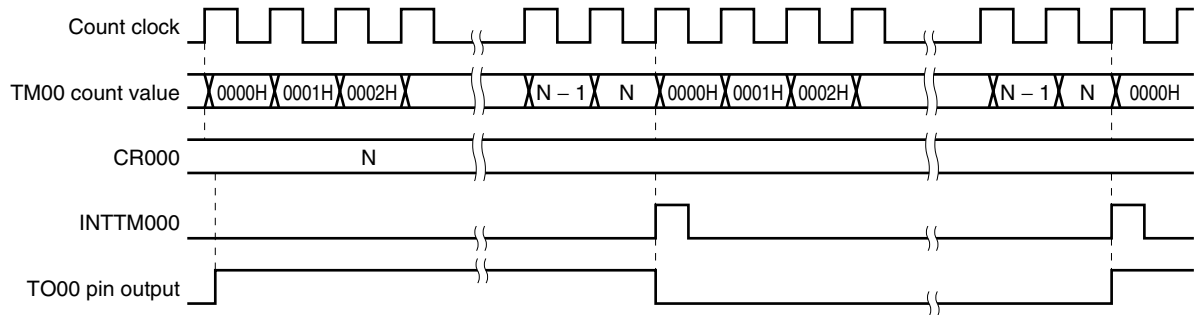 Count clock
TM00 count value 0000H 0001H 0002H N – 1 N 0000H 0001H 0002H N – 1 N 0000H
CR000 N
INTTM000
TO00 pin output